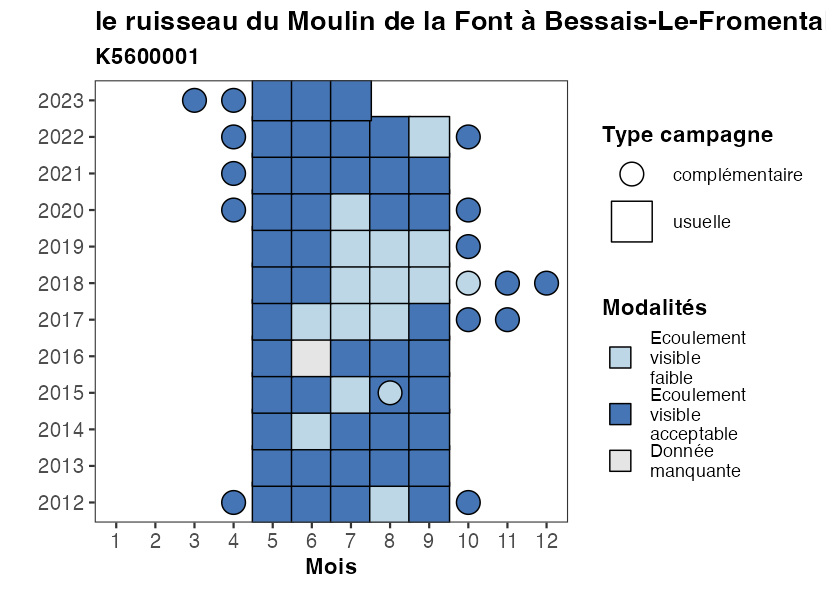 le ruisseau du Moulin de la Font à Bessais-Le-Fromenta
K5600001
2023
2022
2021
2020
2019
2018
2017
2016
2015
2014
2013
2012
1 2 3 4 5 6 7 8 9 10 11 12
Mois
Type campagne
complémentaire
usuelle
Modalités
Ecoulement
visible
faible
Ecoulement
visible
acceptable
Donnée
manquante